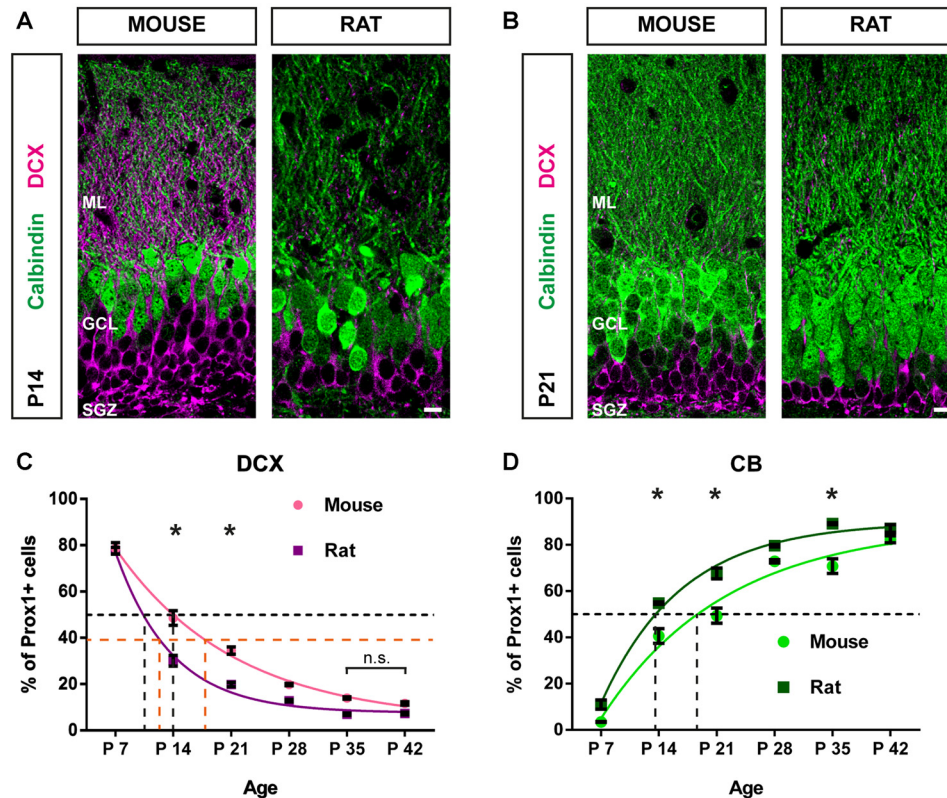 A
MOUSE
RAT
P14
Calbindin DCX
ML
GCL
SGZ
B
MOUSE
RAT
P21
Calbindin DCX
ML
GCL
SGZ
C
DCX
% of Prox1+ cells
100
80
60
40
20
0
* *
Mouse
Rat
n.s.
P 7 P 14 P 21 P 28 P 35 P 42
Age
D
CB
% of Prox1+ cells
100
80
60
40
20
0
* * *
Mouse
Rat
P 7 P 14 P 21 P 28 P 35 P 42
Age